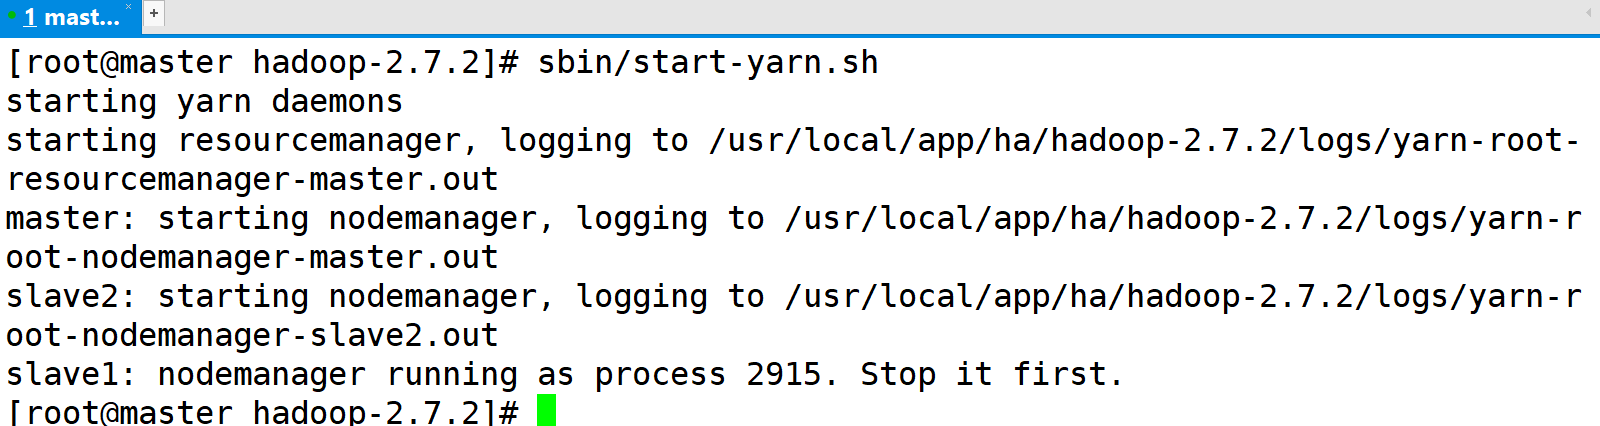 1 mast... × +
[root@master hadoop-2.7.2]# sbin/start-yarn.sh
starting yarn daemons
starting resourcemanager, logging to /usr/local/app/ha/hadoop-2.7.2/logs/yarn-root-
resourcemanager-master.out
master: starting nodemanager, logging to /usr/local/app/ha/hadoop-2.7.2/logs/yarn-r
oot-nodemanager-master.out
slave2: starting nodemanager, logging to /usr/local/app/ha/hadoop-2.7.2/logs/yarn-r
oot-nodemanager-slave2.out
slave1: nodemanager running as process 2915. Stop it first.
[root@master hadoop-2.7.2]#